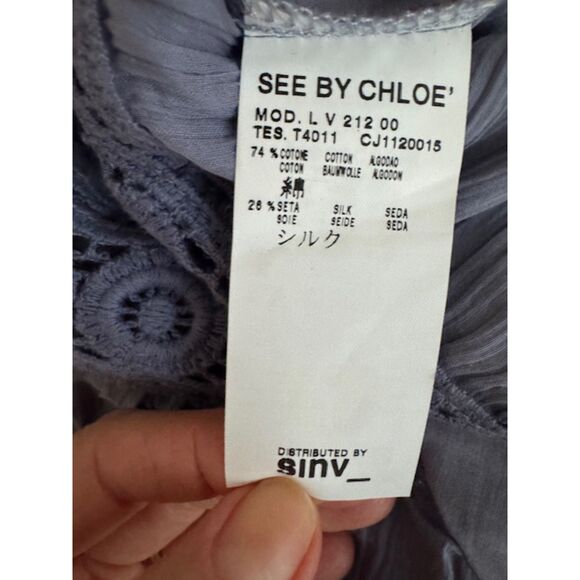 SEE BY CHLOE'
MOD. L V 212 00
TES. T4011 CJ1120015
74 % COTONE COTTON ALGODAO
COTON BAUMWOLLE ALGODON
綿
26 % SETA SILK SEDA
SOIE SEIDE SEDA
シルク
DISTRIBUTED BY
sinv_